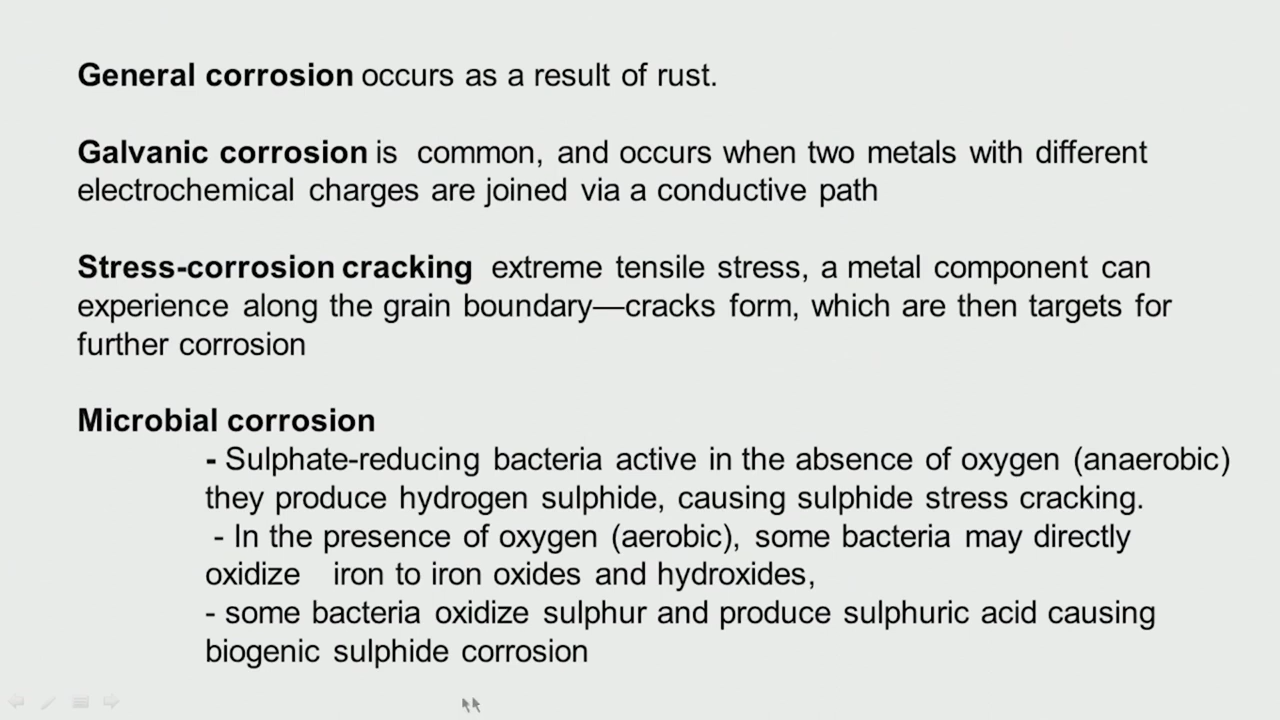 General corrosion occurs as a result of rust.
Galvanic corrosion is common, and occurs when two metals with different
electrochemical charges are joined via a conductive path
Stress-corrosion cracking extreme tensile stress, a metal component can
experience along the grain boundary—cracks form, which are then targets for
further corrosion
Microbial corrosion
- Sulphate-reducing bacteria active in the absence of oxygen (anaerobic)
they produce hydrogen sulphide, causing sulphide stress cracking.
- In the presence of oxygen (aerobic), some bacteria may directly
oxidize iron to iron oxides and hydroxides,
- some bacteria oxidize sulphur and produce sulphuric acid causing
biogenic sulphide corrosion